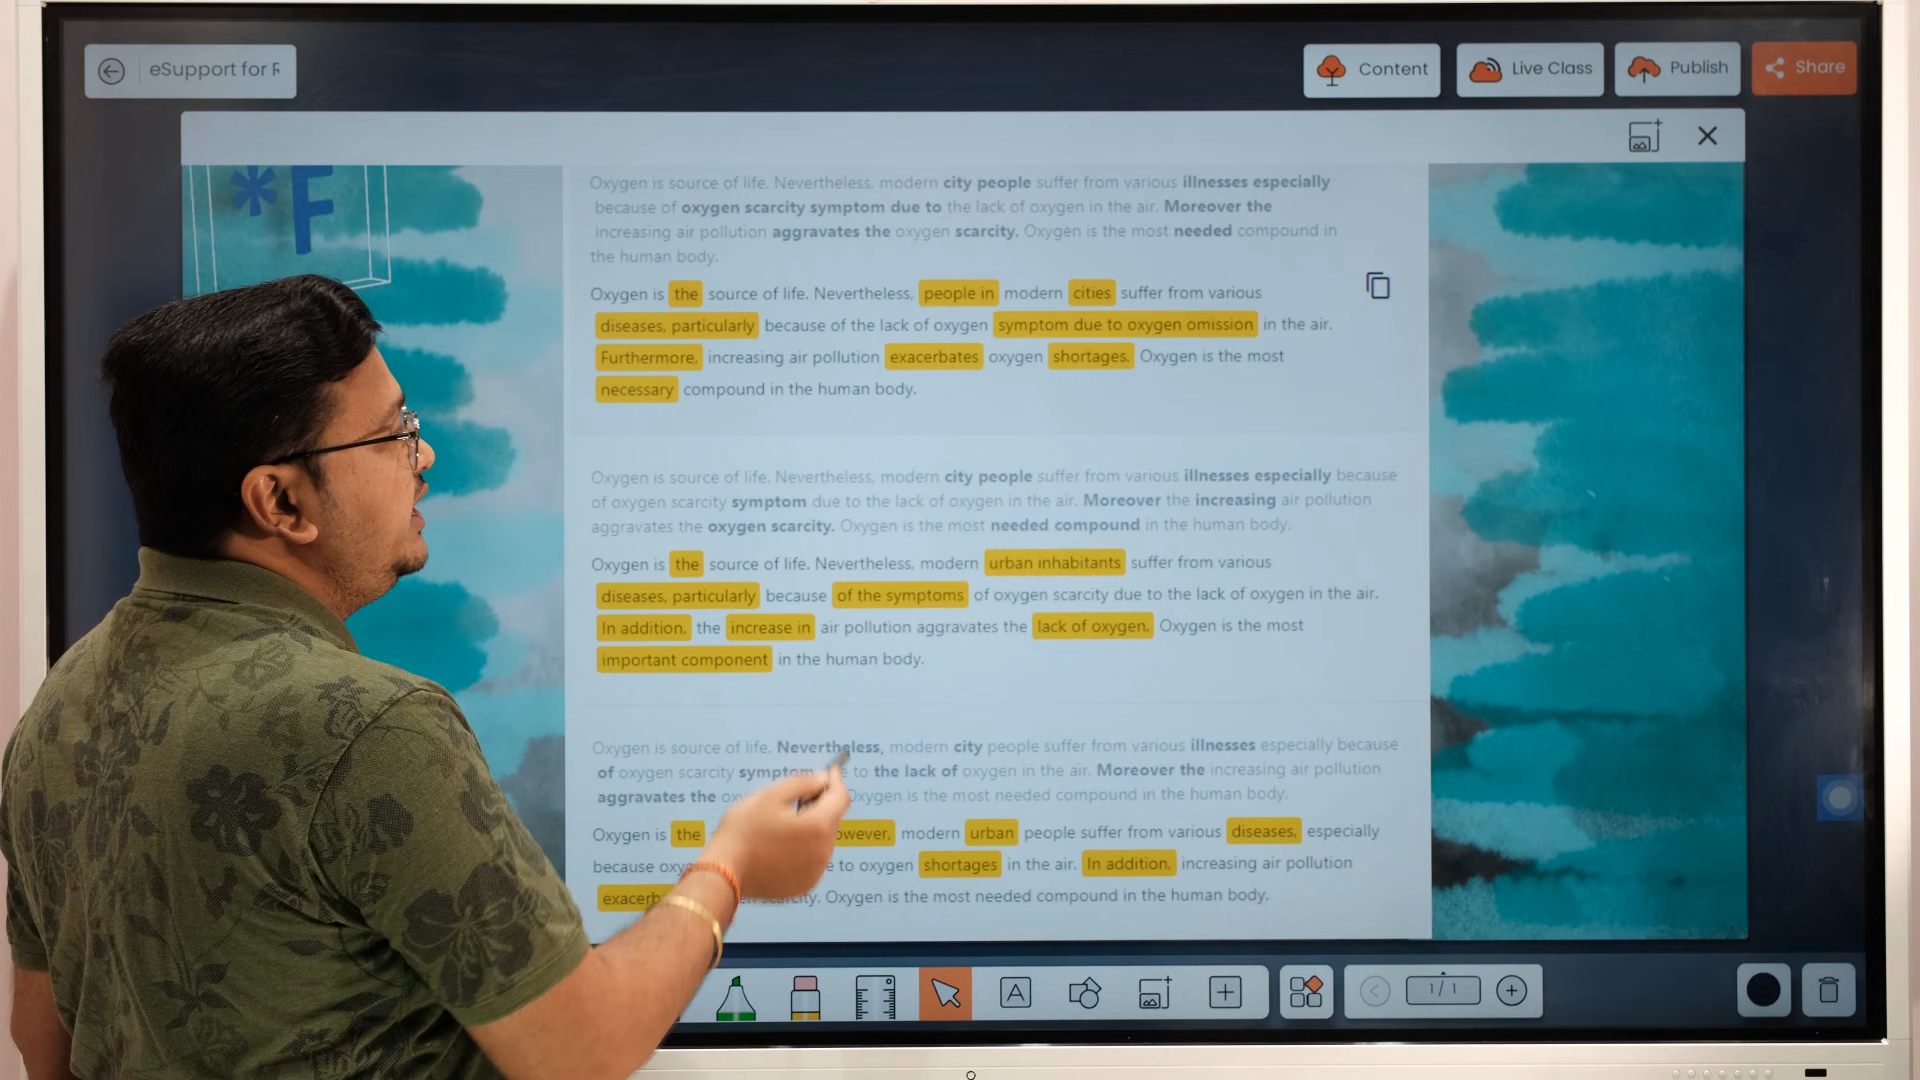 eSupport for F
Content
Live Class
Publish
Share
*F
Oxygen is source of life. Nevertheless, modern city people suffer from various illnesses especially
because of oxygen scarcity symptom due to the lack of oxygen in the air. Moreover the
increasing air pollution aggravates the oxygen scarcity. Oxygen is the most needed compound in
the human body.
Oxygen is the source of life. Nevertheless, people in modern cities suffer from various
diseases, particularly because of the lack of oxygen symptom due to oxygen omission in the air.
Furthermore, increasing air pollution exacerbates oxygen shortages. Oxygen is the most
necessary compound in the human body.
Oxygen is source of life. Nevertheless, modern city people suffer from various illnesses especially because
of oxygen scarcity symptom due to the lack of oxygen in the air. Moreover the increasing air pollution
aggravates the oxygen scarcity. Oxygen is the most needed compound in the human body.
Oxygen is the source of life. Nevertheless, modern urban inhabitants suffer from various
diseases, particularly because of the symptoms of oxygen scarcity due to the lack of oxygen in the air.
In addition, the increase in air pollution aggravates the lack of oxygen. Oxygen is the most
important component in the human body.
Oxygen is source of life. Nevertheless, modern city people suffer from various illnesses especially because
of oxygen scarcity symptom to the lack of oxygen in the air. Moreover the increasing air pollution
aggravates the Oxygen is the most needed compound in the human body.
Oxygen is the modern urban people suffer from various diseases, especially
because to oxygen shortages in the air. In addition, increasing air pollution
scarcity. Oxygen is the most needed compound in the human body.
A
1/1